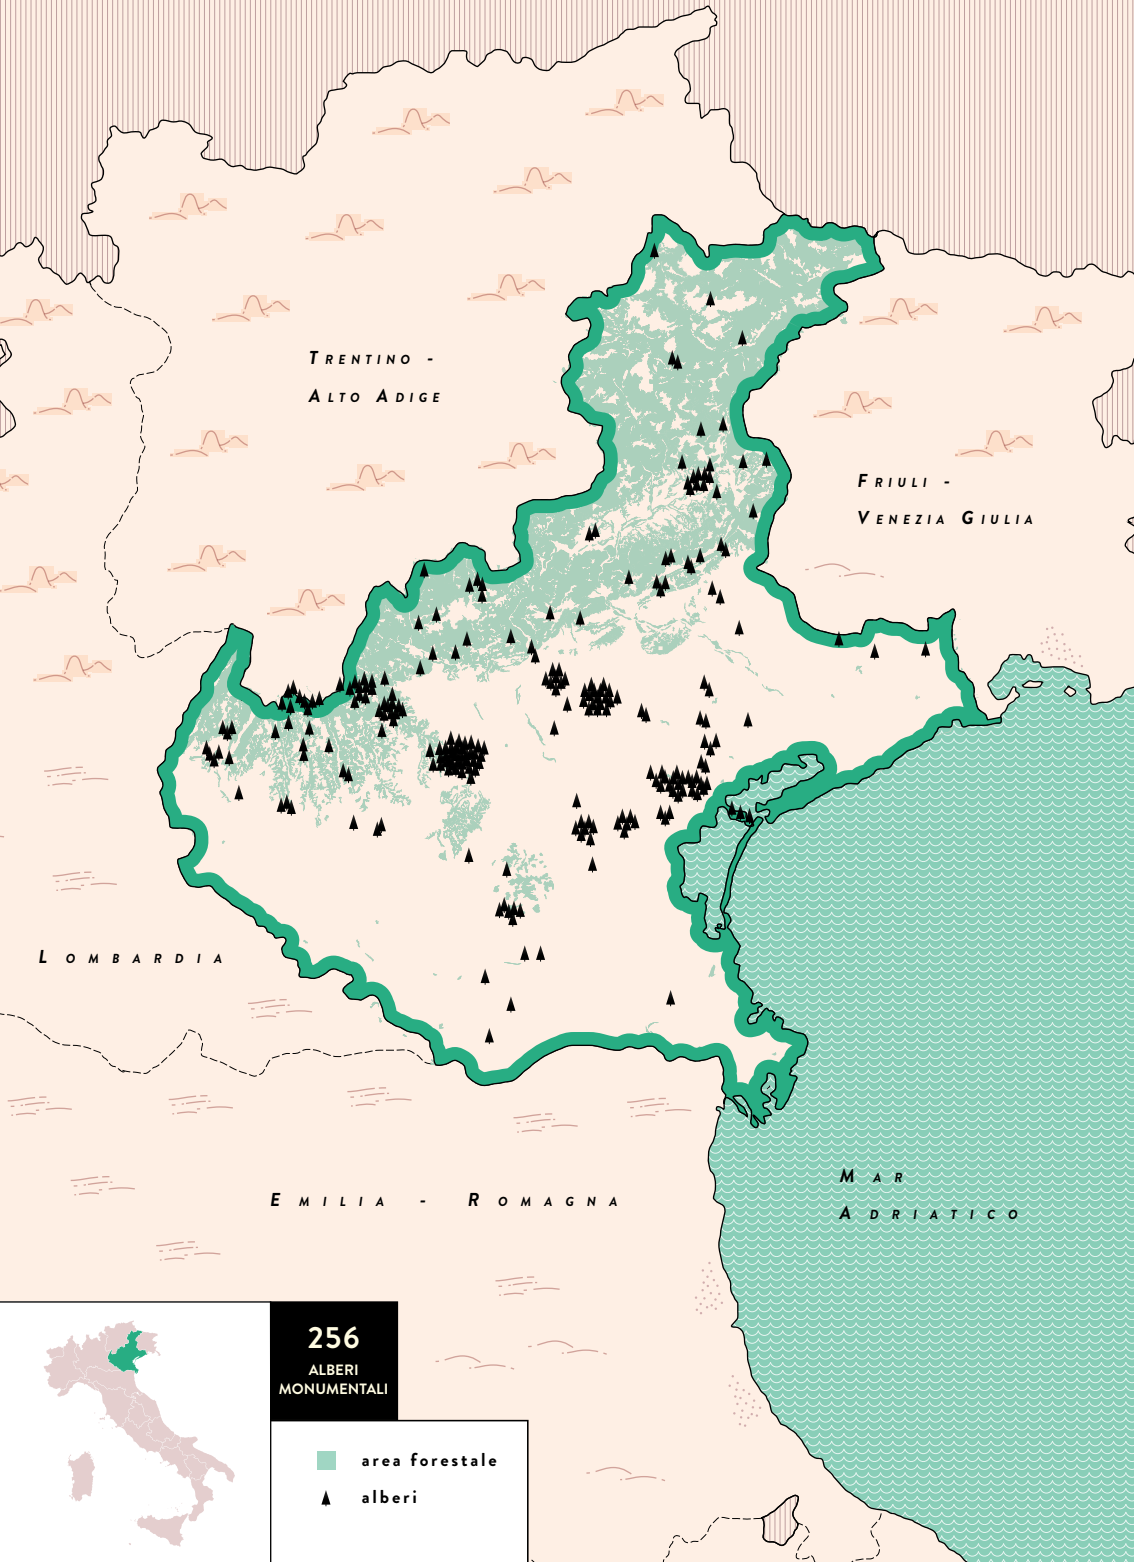 TRENTINO -
ALTO ADIGE
FRIULI -
VENEZIA GIULIA
LOMBARDIA
MAR
ADRIATICO
EMILIA - ROMAGNA
256
ALBERI
MONUMENTALI
area forestale
alberi